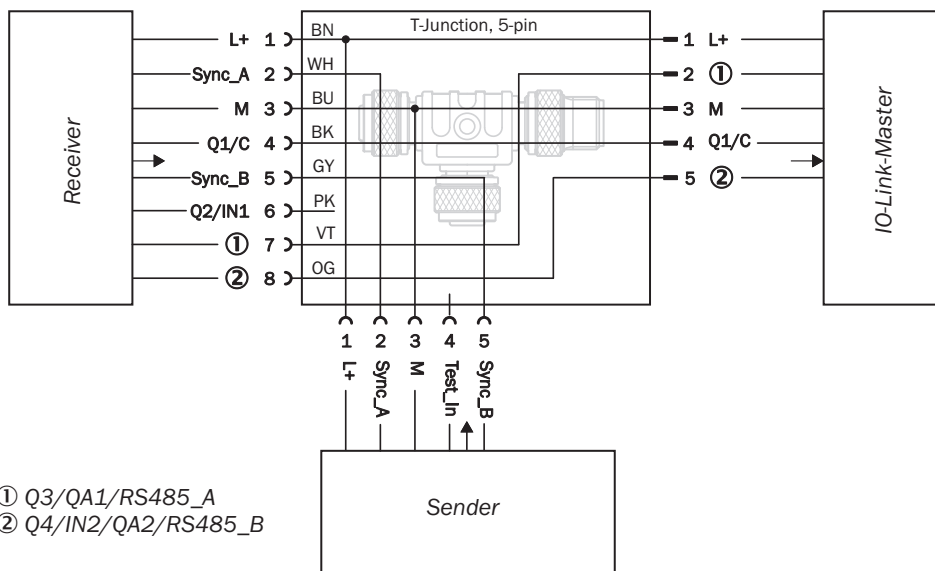 T-Junction, 5-pin
Receiver
L+ 1 BN
Sync_A 2 WH
M 3 BU
Q1/C 4 BK
Sync_B 5 GY
Q2/IN1 6 PK
① 7 VT
② 8 OG
1 L+
2 ①
3 M
4 Q1/C
5 ②
IO-Link-Master
1 L+
2 Sync_A
3 M
4 Test_In
5 Sync_B
Sender
① Q3/QA1/RS485_A
② Q4/IN2/QA2/RS485_B